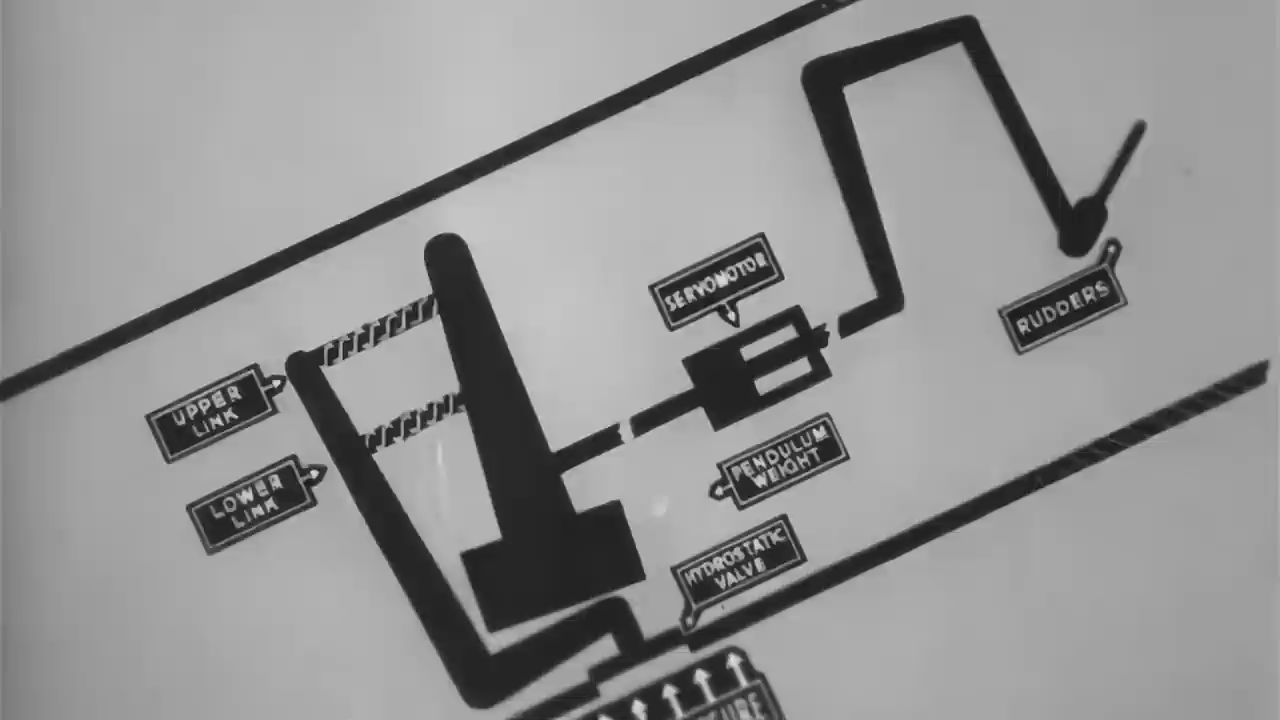 SERVOMOTOR
RUDDERS
UPPER
LINK
LOWER
LINK
PENDULUM
WEIGHT
HYDROSTATIC
VALVE